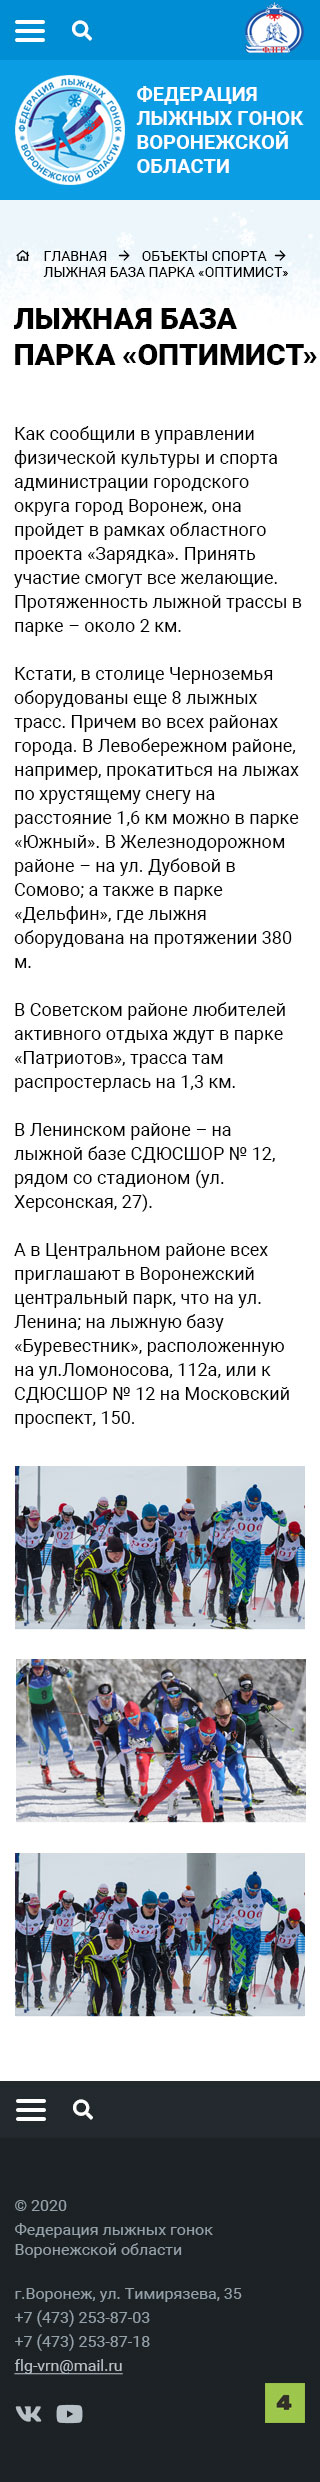 ФЛГР
ФЕДЕРАЦИЯ ЛЫЖНЫХ ГОНОК
ВОРОНЕЖСКОЙ ОБЛАСТИ
ФЕДЕРАЦИЯ
ЛЫЖНЫХ ГОНОК
ВОРОНЕЖСКОЙ
ОБЛАСТИ
ГЛАВНАЯ → ОБЪЕКТЫ СПОРТА →
ЛЫЖНАЯ БАЗА ПАРКА «ОПТИМИСТ»
ЛЫЖНАЯ БАЗА
ПАРКА «ОПТИМИСТ»
Как сообщили в управлении
физической культуры и спорта
администрации городского
округа город Воронеж, она
пройдет в рамках областного
проекта «Зарядка». Принять
участие смогут все желающие.
Протяженность лыжной трассы в
парке – около 2 км.
Кстати, в столице Черноземья
оборудованы еще 8 лыжных
трасс. Причем во всех районах
города. В Левобережном районе,
например, прокатиться на лыжах
по хрустящему снегу на
расстояние 1,6 км можно в парке
«Южный». В Железнодорожном
районе – на ул. Дубовой в
Сомово; а также в парке
«Дельфин», где лыжня
оборудована на протяжении 380
м.
В Советском районе любителей
активного отдыха ждут в парке
«Патриотов», трасса там
распростерлась на 1,3 км.
В Ленинском районе – на
лыжной базе СДЮСШОР № 12,
рядом со стадионом (ул.
Херсонская, 27).
А в Центральном районе всех
приглашают в Воронежский
центральный парк, что на ул.
Ленина; на лыжную базу
«Буревестник», расположенную
на ул.Ломоносова, 112а, или к
СДЮСШОР № 12 на Московский
проспект, 150.
© 2020
Федерация лыжных гонок
Воронежской области
г.Воронеж, ул. Тимирязева, 35
+7 (473) 253-87-03
+7 (473) 253-87-18
flg-vrn@mail.ru
4